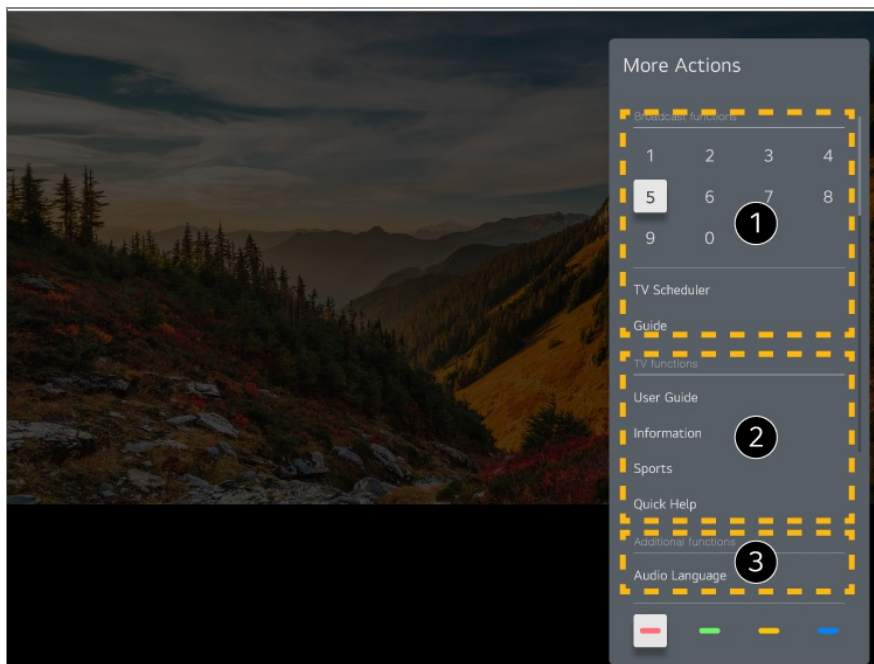 More Actions
Broadcast functions
1 2 3 4
5 6 7 8
1
9 0
TV Scheduler
Guide
TV functions
User Guide
Information
2
Sports
Quick Help
Additional functions
3
Audio Language